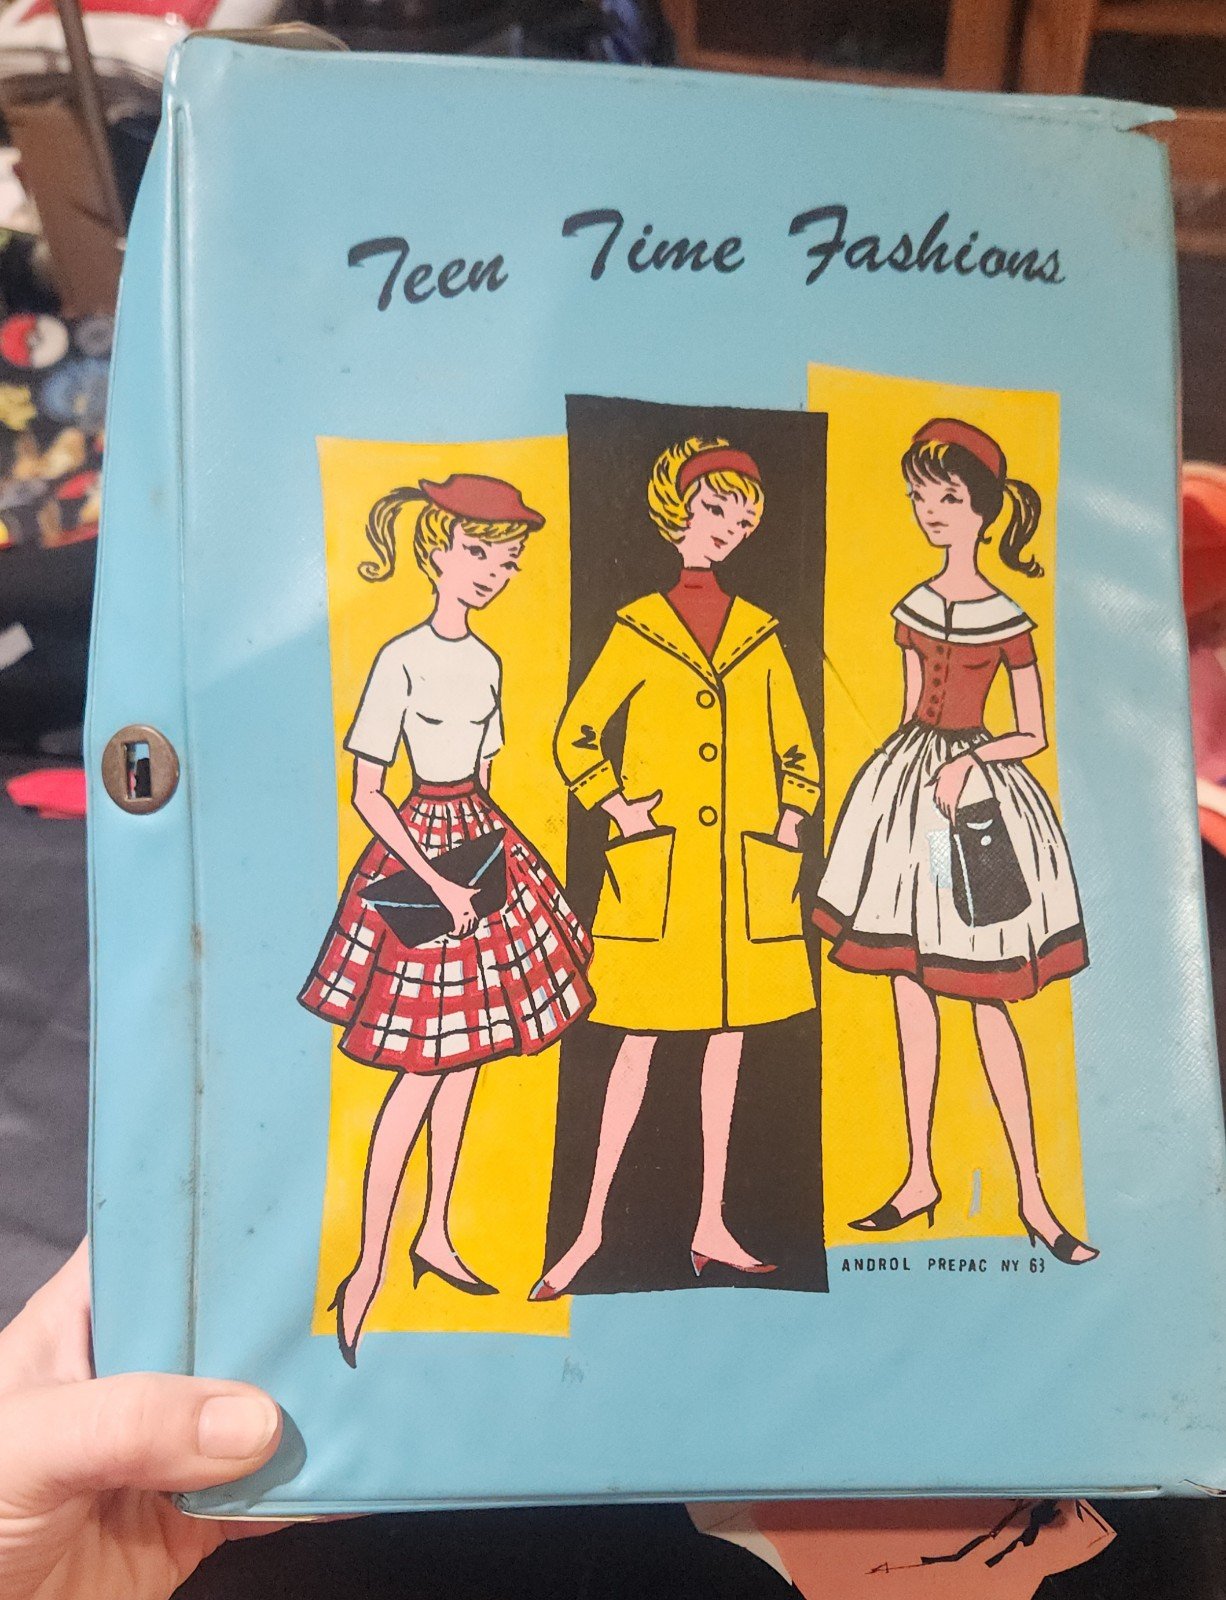 Teen Time Fashions
ANDROL PREPAC NY 63